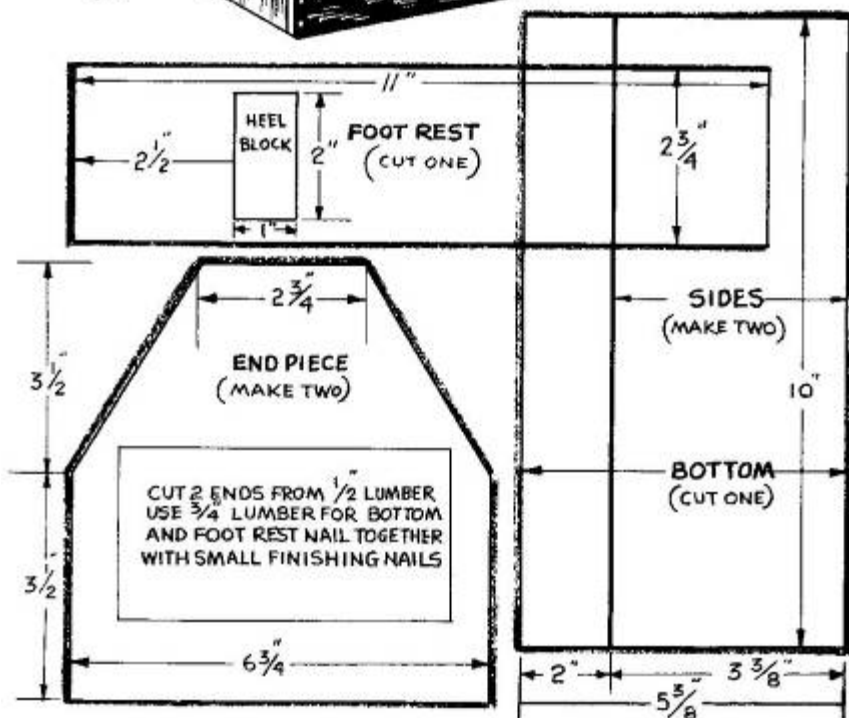 11"
HEEL
BLOCK
FOOT REST
(CUT ONE)
2 1/2"
2"
1"
2 3/4"
2 3/4"
END PIECE
(MAKE TWO)
3 1/2"
3 1/2"
CUT 2 ENDS FROM 1/2" LUMBER
USE 3/4" LUMBER FOR BOTTOM
AND FOOT REST NAIL TOGETHER
WITH SMALL FINISHING NAILS
6 3/4"
SIDES
(MAKE TWO)
10"
BOTTOM
(CUT ONE)
2"
3 3/8"
5 3/8"